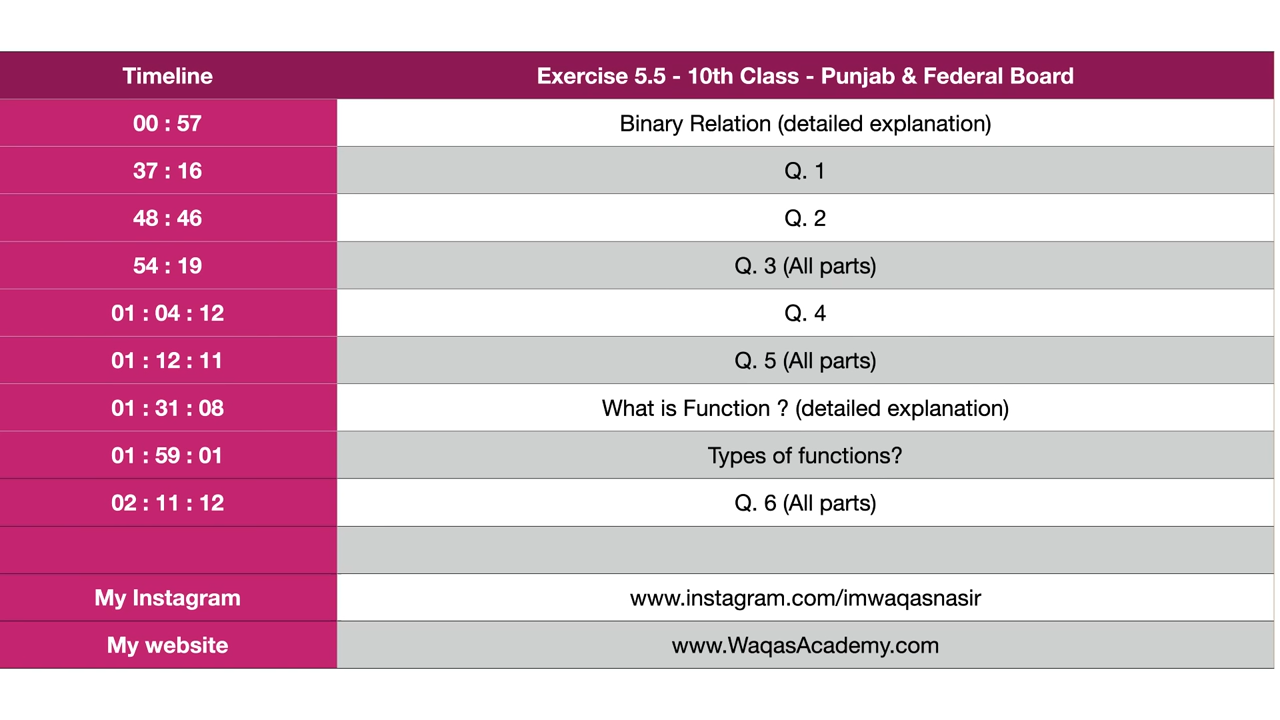 Timeline Exercise 5.5 - 10th Class - Punjab & Federal Board
00 : 57 Binary Relation (detailed explanation)
37 : 16 Q. 1
48 : 46 Q. 2
54 : 19 Q. 3 (All parts)
01 : 04 : 12 Q. 4
01 : 12 : 11 Q. 5 (All parts)
01 : 31 : 08 What is Function ? (detailed explanation)
01 : 59 : 01 Types of functions?
02 : 11 : 12 Q. 6 (All parts)
My Instagram www.instagram.com/imwaqasnasir
My website www.WaqasAcademy.com